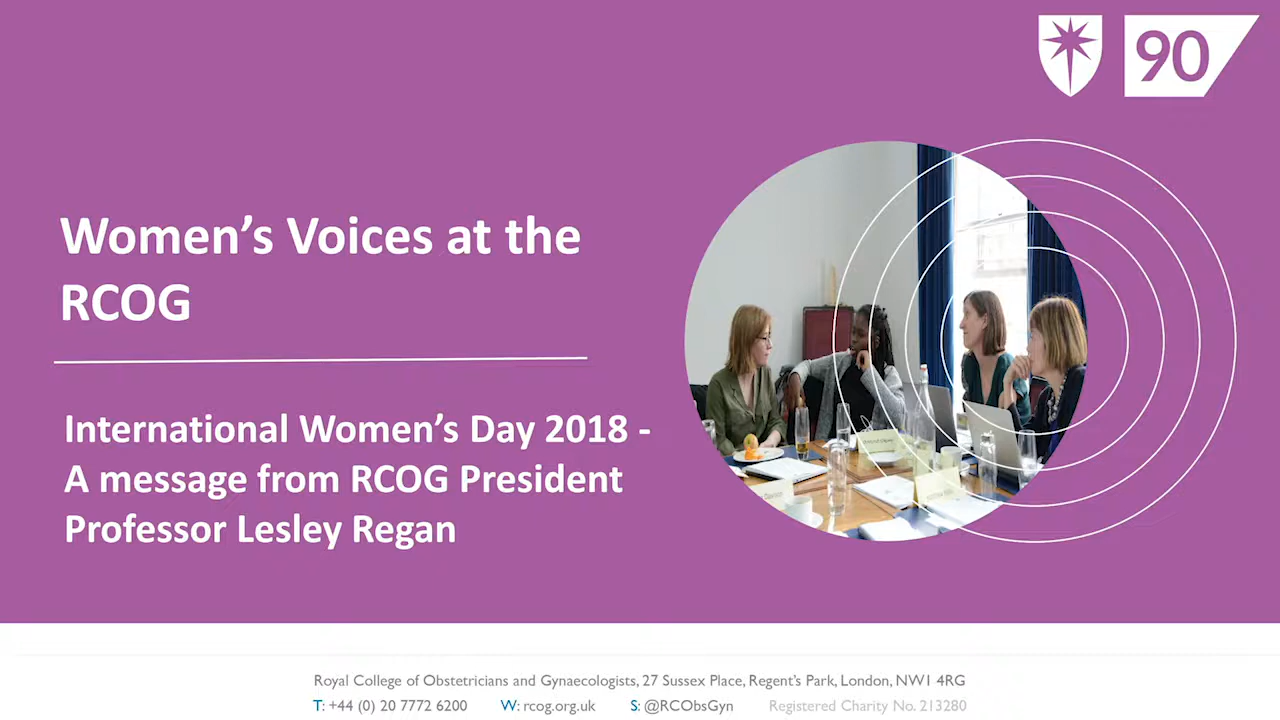 90
Women’s Voices at the
RCOG
International Women’s Day 2018 -
A message from RCOG President
Professor Lesley Regan
Royal College of Obstetricians and Gynaecologists, 27 Sussex Place, Regent’s Park, London, NW1 4RG
T: +44 (0) 20 7772 6200 W: rcog.org.uk S: @RCObsGyn Registered Charity No. 213280